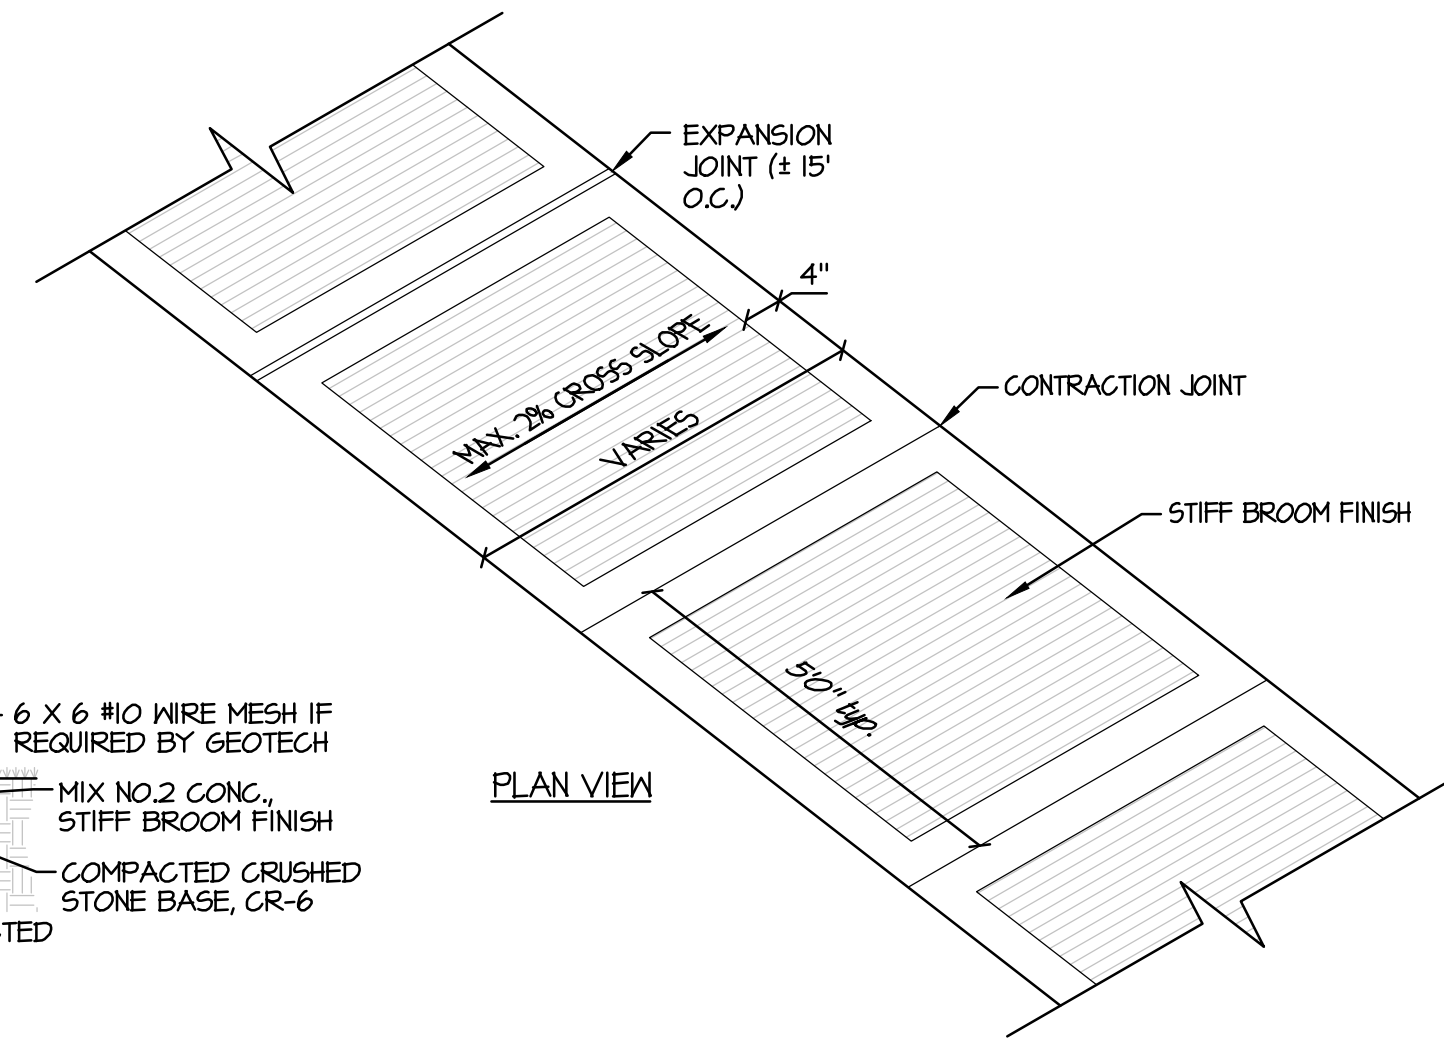 EXPANSION
JOINT (± 15'
O.C.)
4"
MAX. 2% CROSS SLOPE
VARIES
CONTRACTION JOINT
STIFF BROOM FINISH
5'0" typ.
6 X 6 #10 WIRE MESH IF
REQUIRED BY GEOTECH
MIX NO.2 CONC.,
STIFF BROOM FINISH
COMPACTED CRUSHED
STONE BASE, CR-6
PLAN VIEW